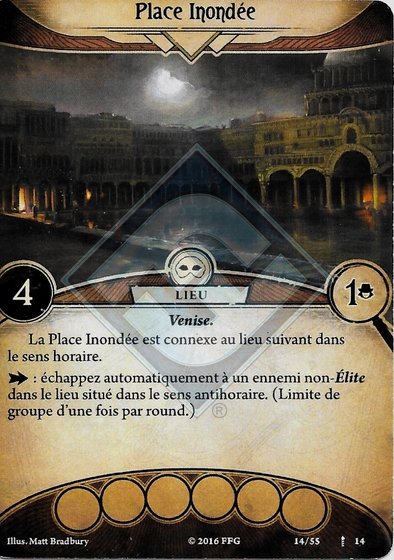 Place Inondée
4
1
LIEU
Venise.
La Place Inondée est connexe au lieu suivant dans
le sens horaire.
: échappez automatiquement à un ennemi non-Élite
dans le lieu situé dans le sens antihoraire. (Limite de
groupe d'une fois par round.)
®
Illus. Matt Bradbury © 2016 FFG 14/55 14